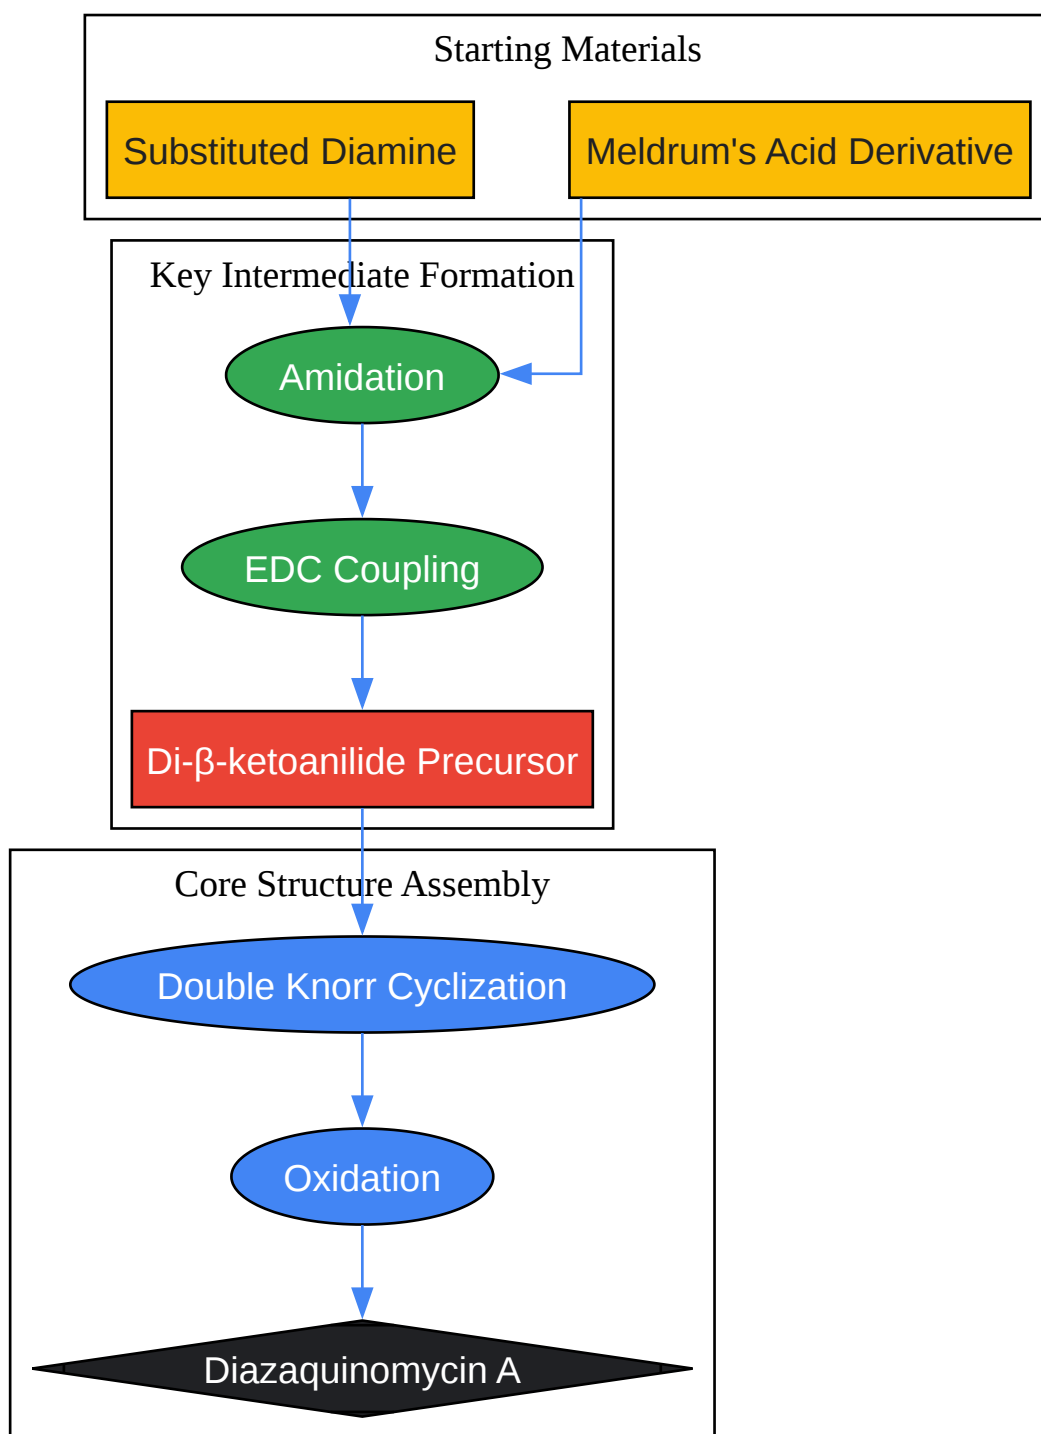 Starting Materials
Substituted Diamine
Meldrum's Acid Derivative
Key Intermediate Formation
Amidation
EDC Coupling
Di-β-ketoanilide Precursor
Core Structure Assembly
Double Knorr Cyclization
Oxidation
Diazaquinomycin A